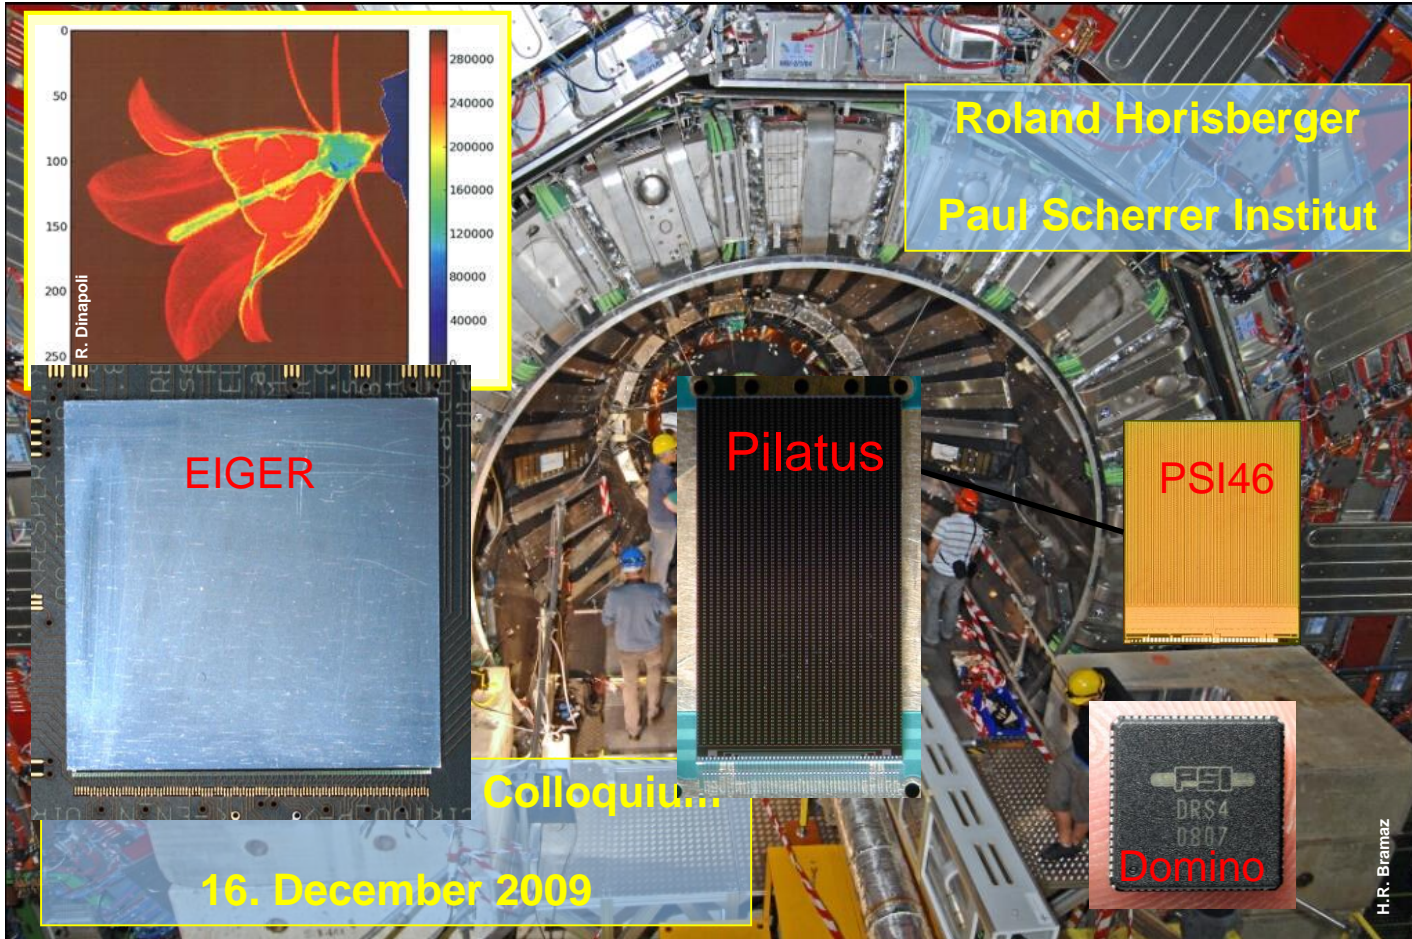 0
50
100
150
200
250
280000
240000
200000
160000
120000
80000
40000
0
R. Dinapoli
Roland Horisberger
Paul Scherrer Institut
EIGER
Pilatus
PSI46
PSI
DRS4
0807
Domino
Colloquium
16. December 2009
H.R. Bramaz